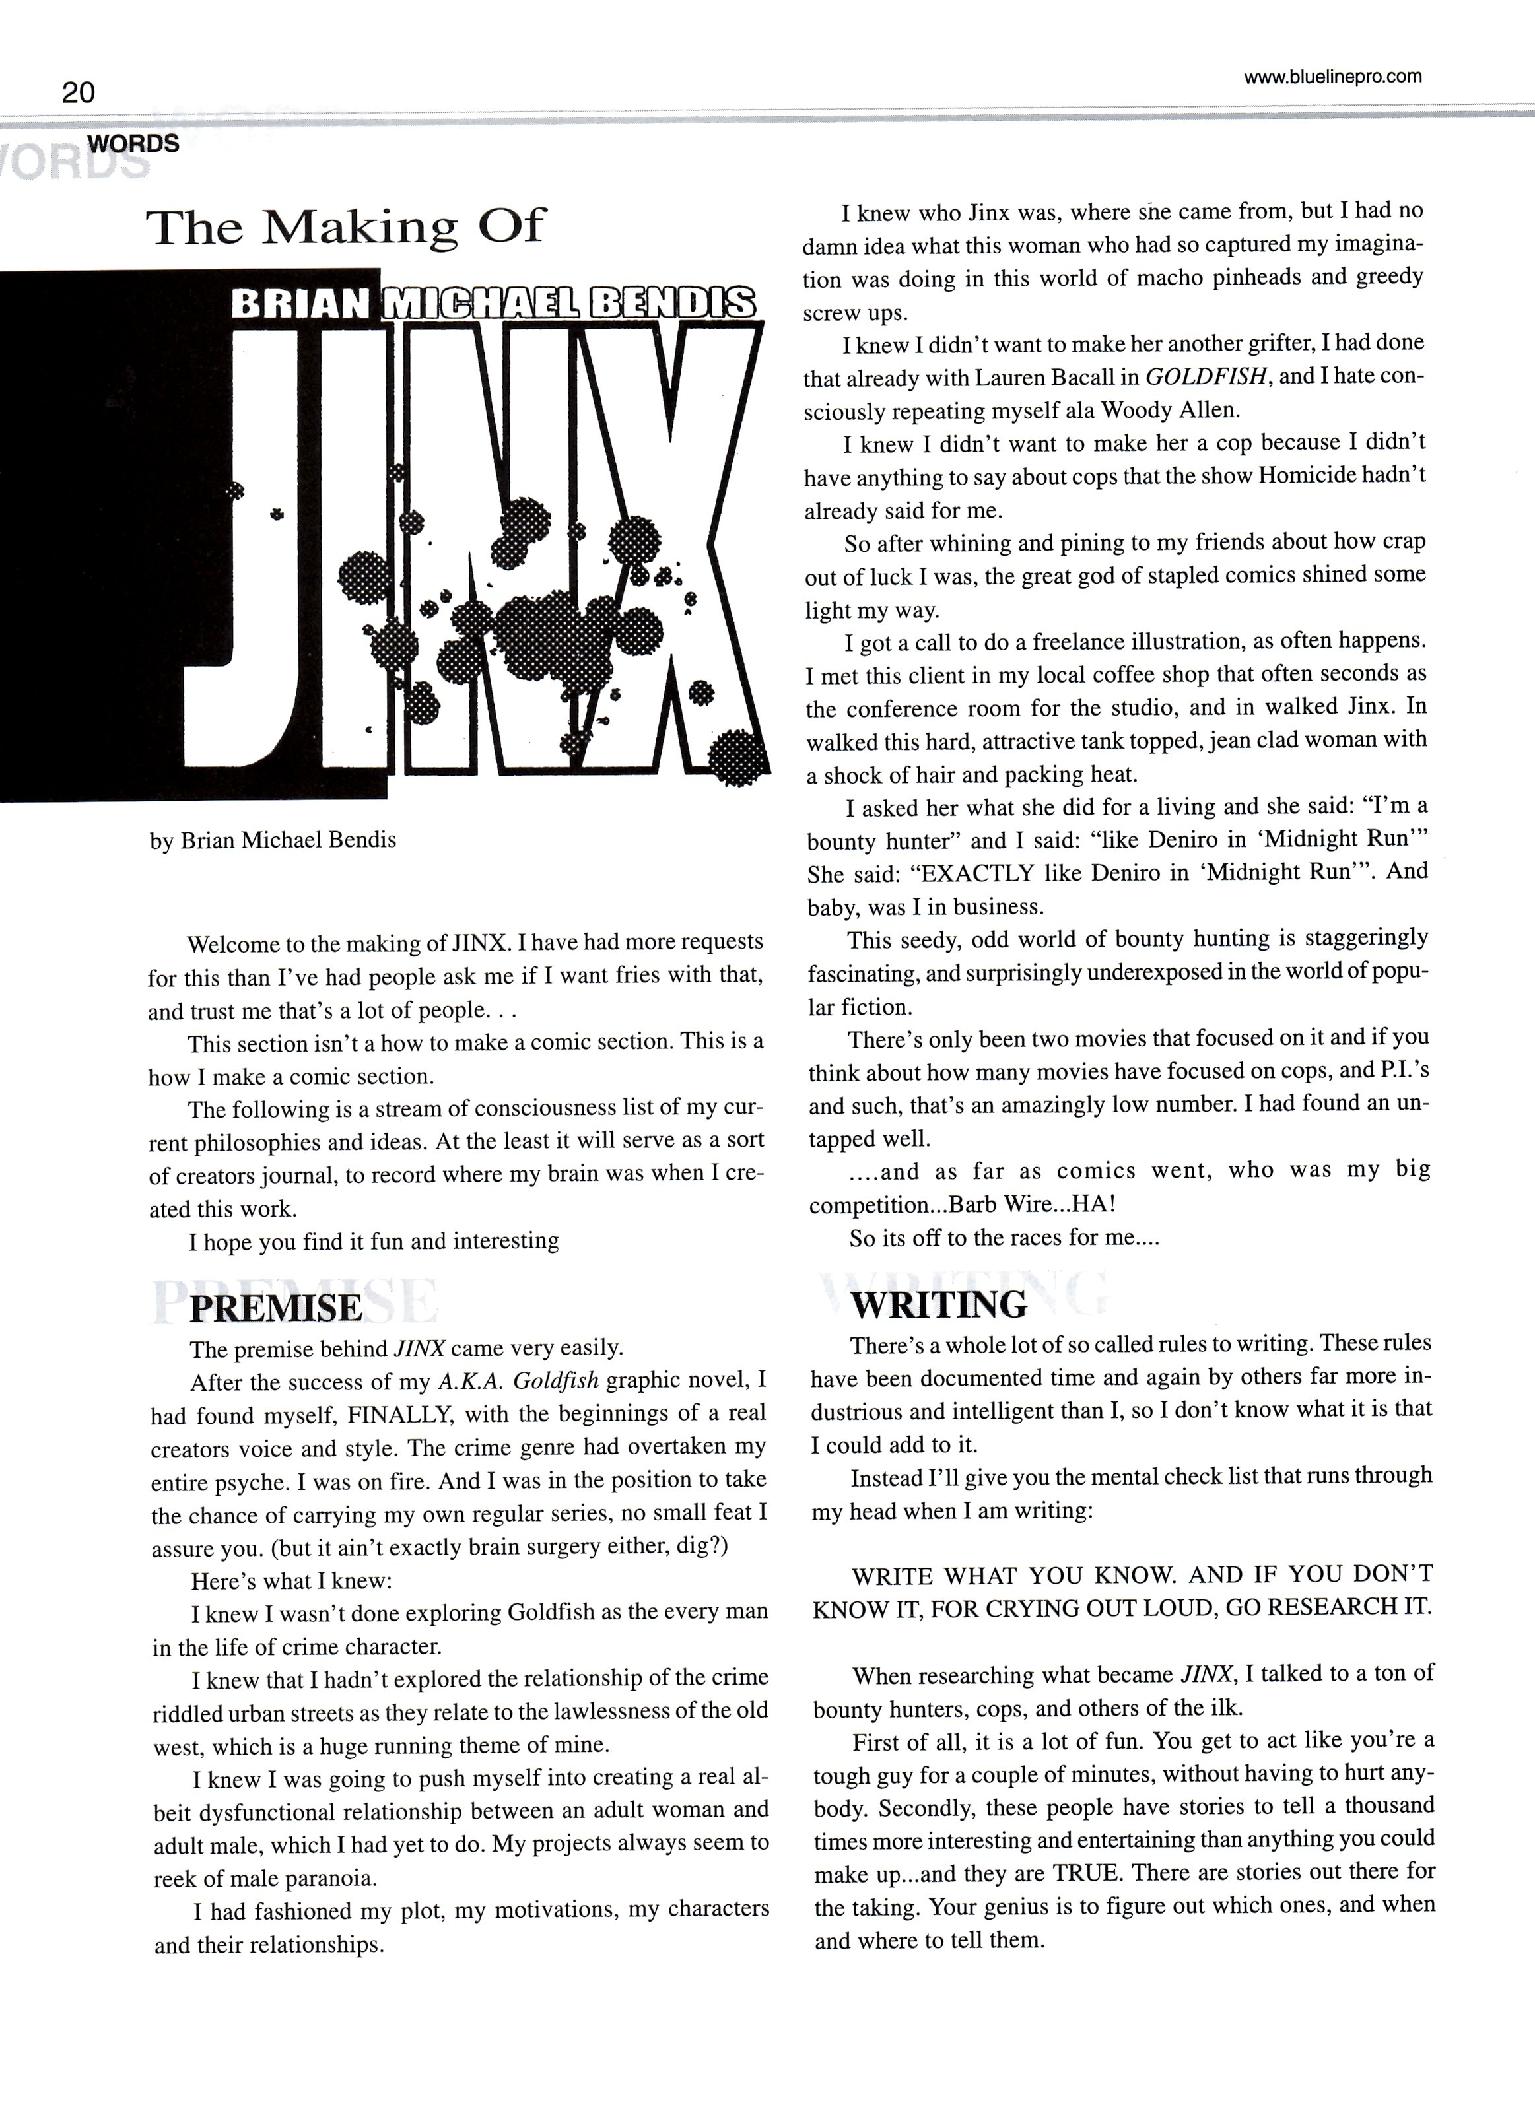 20
www.bluelinepro.com
WORDS
WORDS
The Making Of
BRIAN MICHAEL BENDIS
JINX
by Brian Michael Bendis
Welcome to the making of JINX. I have had more requests
for this than I've had people ask me if I want fries with that,
and trust me that's a lot of people. . .
This section isn't a how to make a comic section. This is a
how I make a comic section.
The following is a stream of consciousness list of my cur-
rent philosophies and ideas. At the least it will serve as a sort
of creators journal, to record where my brain was when I cre-
ated this work.
I hope you find it fun and interesting
PREMISE
PREMISE
The premise behind JINX came very easily.
After the success of my A.K.A. Goldfish graphic novel, I
had found myself, FINALLY, with the beginnings of a real
creators voice and style. The crime genre had overtaken my
entire psyche. I was on fire. And I was in the position to take
the chance of carrying my own regular series, no small feat I
assure you. (but it ain't exactly brain surgery either, dig?)
Here's what I knew:
I knew I wasn't done exploring Goldfish as the every man
in the life of crime character.
I knew that I hadn't explored the relationship of the crime
riddled urban streets as they relate to the lawlessness of the old
west, which is a huge running theme of mine.
I knew I was going to push myself into creating a real al-
beit dysfunctional relationship between an adult woman and
adult male, which I had yet to do. My projects always seem to
reek of male paranoia.
I had fashioned my plot, my motivations, my characters
and their relationships.
I knew who Jinx was, where she came from, but I had no
damn idea what this woman who had so captured my imagina-
tion was doing in this world of macho pinheads and greedy
screw ups.
I knew I didn't want to make her another grifter, I had done
that already with Lauren Bacall in GOLDFISH, and I hate con-
sciously repeating myself ala Woody Allen.
I knew I didn't want to make her a cop because I didn't
have anything to say about cops that the show Homicide hadn't
already said for me.
So after whining and pining to my friends about how crap
out of luck I was, the great god of stapled comics shined some
light my way.
I got a call to do a freelance illustration, as often happens.
I met this client in my local coffee shop that often seconds as
the conference room for the studio, and in walked Jinx. In
walked this hard, attractive tank topped, jean clad woman with
a shock of hair and packing heat.
I asked her what she did for a living and she said: “I'm a
bounty hunter” and I said: “like Deniro in ‘Midnight Run’”
She said: “EXACTLY like Deniro in ‘Midnight Run’”. And
baby, was I in business.
This seedy, odd world of bounty hunting is staggeringly
fascinating, and surprisingly underexposed in the world of popu-
lar fiction.
There's only been two movies that focused on it and if you
think about how many movies have focused on cops, and P.I.'s
and such, that's an amazingly low number. I had found an un-
tapped well.
....and as far as comics went, who was my big
competition...Barb Wire...HA!
So its off to the races for me....
WRITING
WRITING
There's a whole lot of so called rules to writing. These rules
have been documented time and again by others far more in-
dustrious and intelligent than I, so I don't know what it is that
I could add to it.
Instead I'll give you the mental check list that runs through
my head when I am writing:
WRITE WHAT YOU KNOW. AND IF YOU DON'T
KNOW IT, FOR CRYING OUT LOUD, GO RESEARCH IT.
When researching what became JINX, I talked to a ton of
bounty hunters, cops, and others of the ilk.
First of all, it is a lot of fun. You get to act like you're a
tough guy for a couple of minutes, without having to hurt any-
body. Secondly, these people have stories to tell a thousand
times more interesting and entertaining than anything you could
make up...and they are TRUE. There are stories out there for
the taking. Your genius is to figure out which ones, and when
and where to tell them.